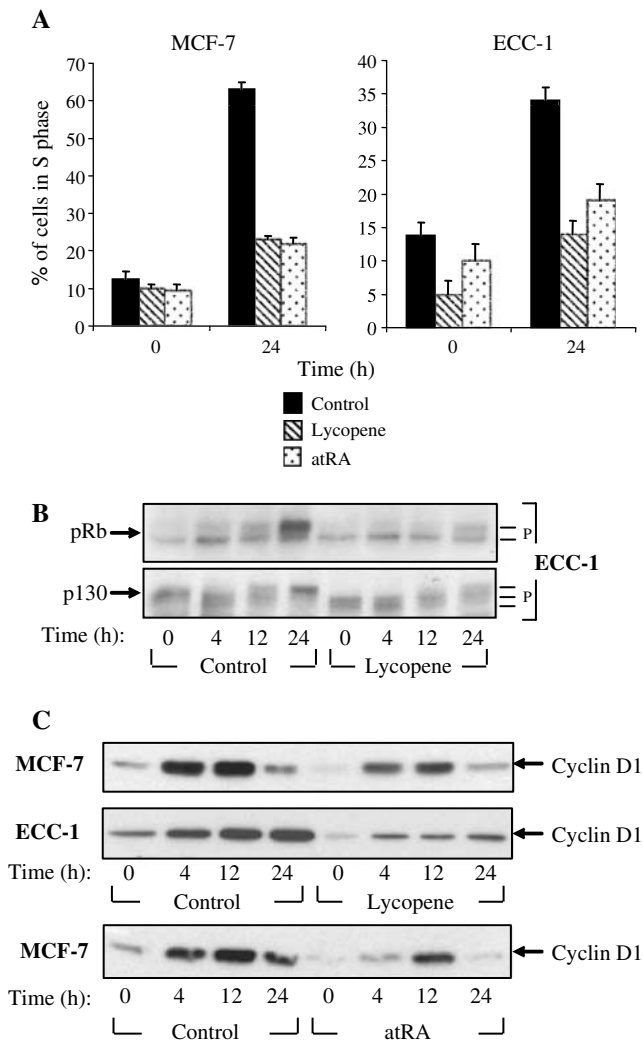 A
MCF-7 ECC-1
% of cells in S phase
70
60
50
40
30
20
10
0
0 24
40
35
30
25
20
15
10
5
0
0 24
Time (h)
Control
Lycopene
atRA
B
pRb P
p130 P
ECC-1
Time (h): 0 4 12 24 0 4 12 24
Control Lycopene
C
MCF-7 Cyclin D1
ECC-1 Cyclin D1
Time (h): 0 4 12 24 0 4 12 24
Control Lycopene
MCF-7 Cyclin D1
Time (h): 0 4 12 24 0 4 12 24
Control atRA